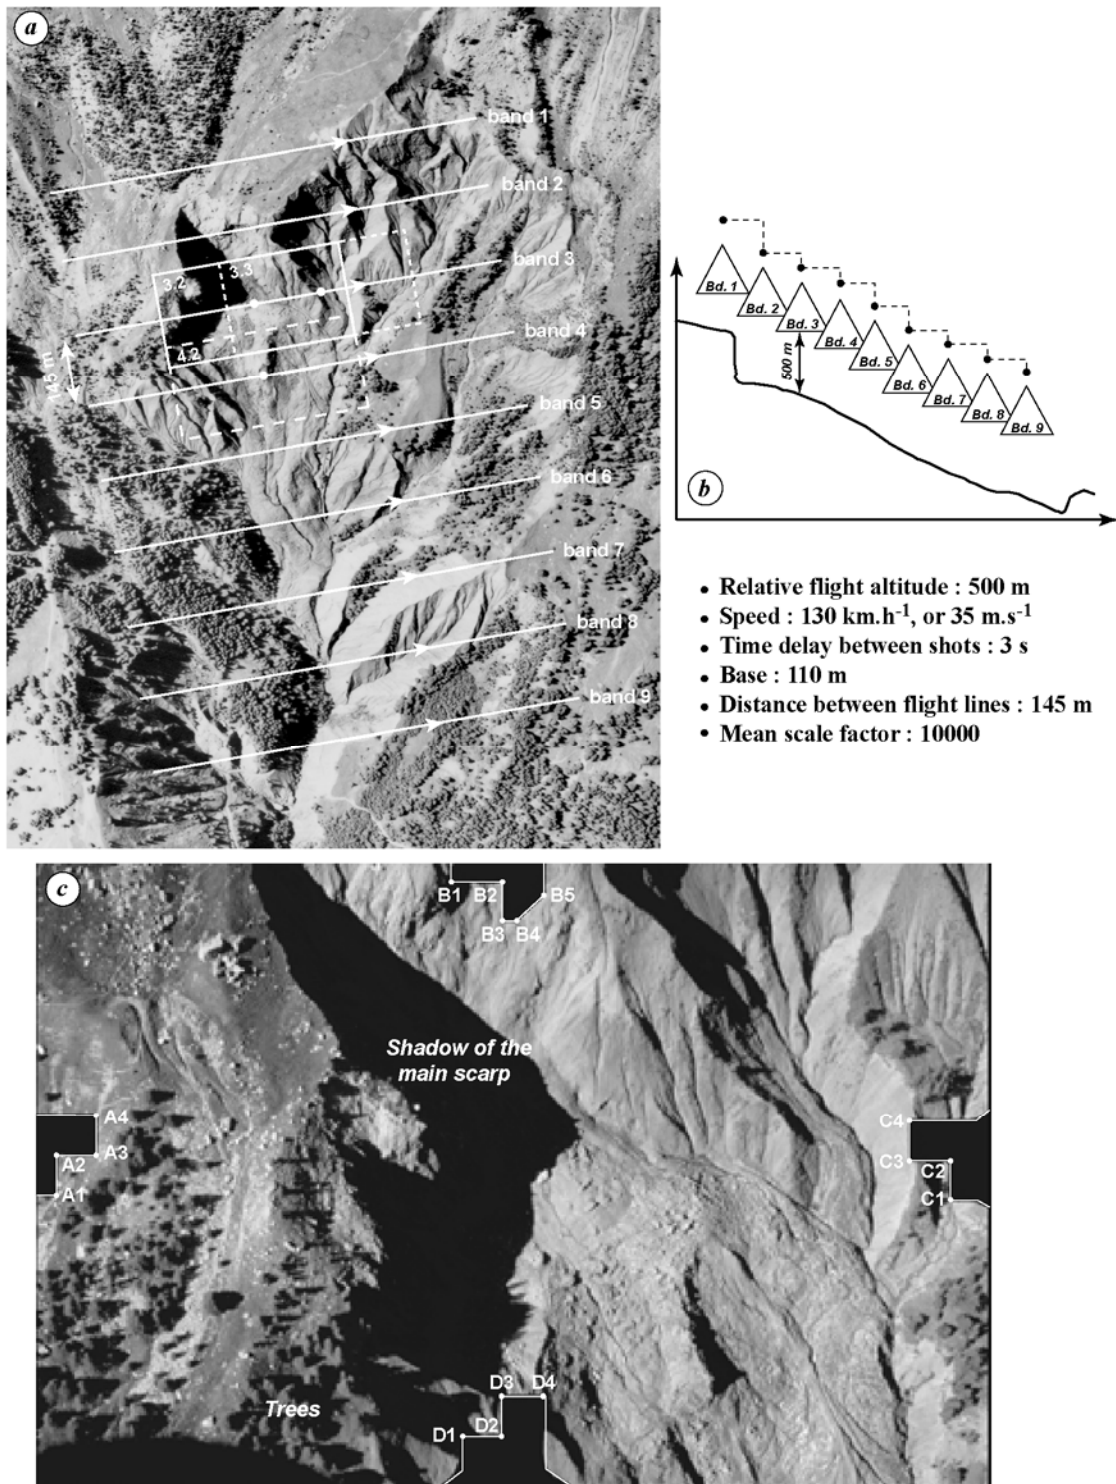 a
band 1
band 2
band 3
3.2
3.3
band 4
4.2
145 m
band 5
band 6
band 7
band 8
band 9
Bd. 1
Bd. 2
Bd. 3
Bd. 4
Bd. 5
Bd. 6
Bd. 7
Bd. 8
Bd. 9
500 m
b
• Relative flight altitude : 500 m
• Speed : 130 km.h⁻¹, or 35 m.s⁻¹
• Time delay between shots : 3 s
• Base : 110 m
• Distance between flight lines : 145 m
• Mean scale factor : 10000
c
B1 B2 B5
B3 B4
Shadow of the
main scarp
A4
A2 A3
A1
C4
C3 C2
C1
D3 D4
D1 D2
Trees